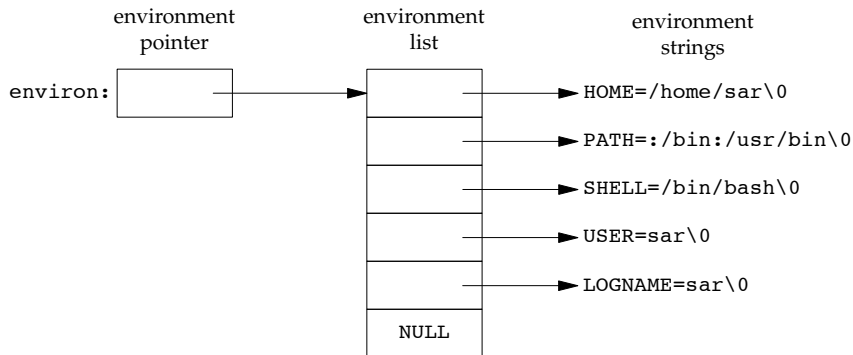 environment
pointer
environment
list
environment
strings
environ:
HOME=/home/sar\0
PATH=:/bin:/usr/bin\0
SHELL=/bin/bash\0
USER=sar\0
LOGNAME=sar\0
NULL